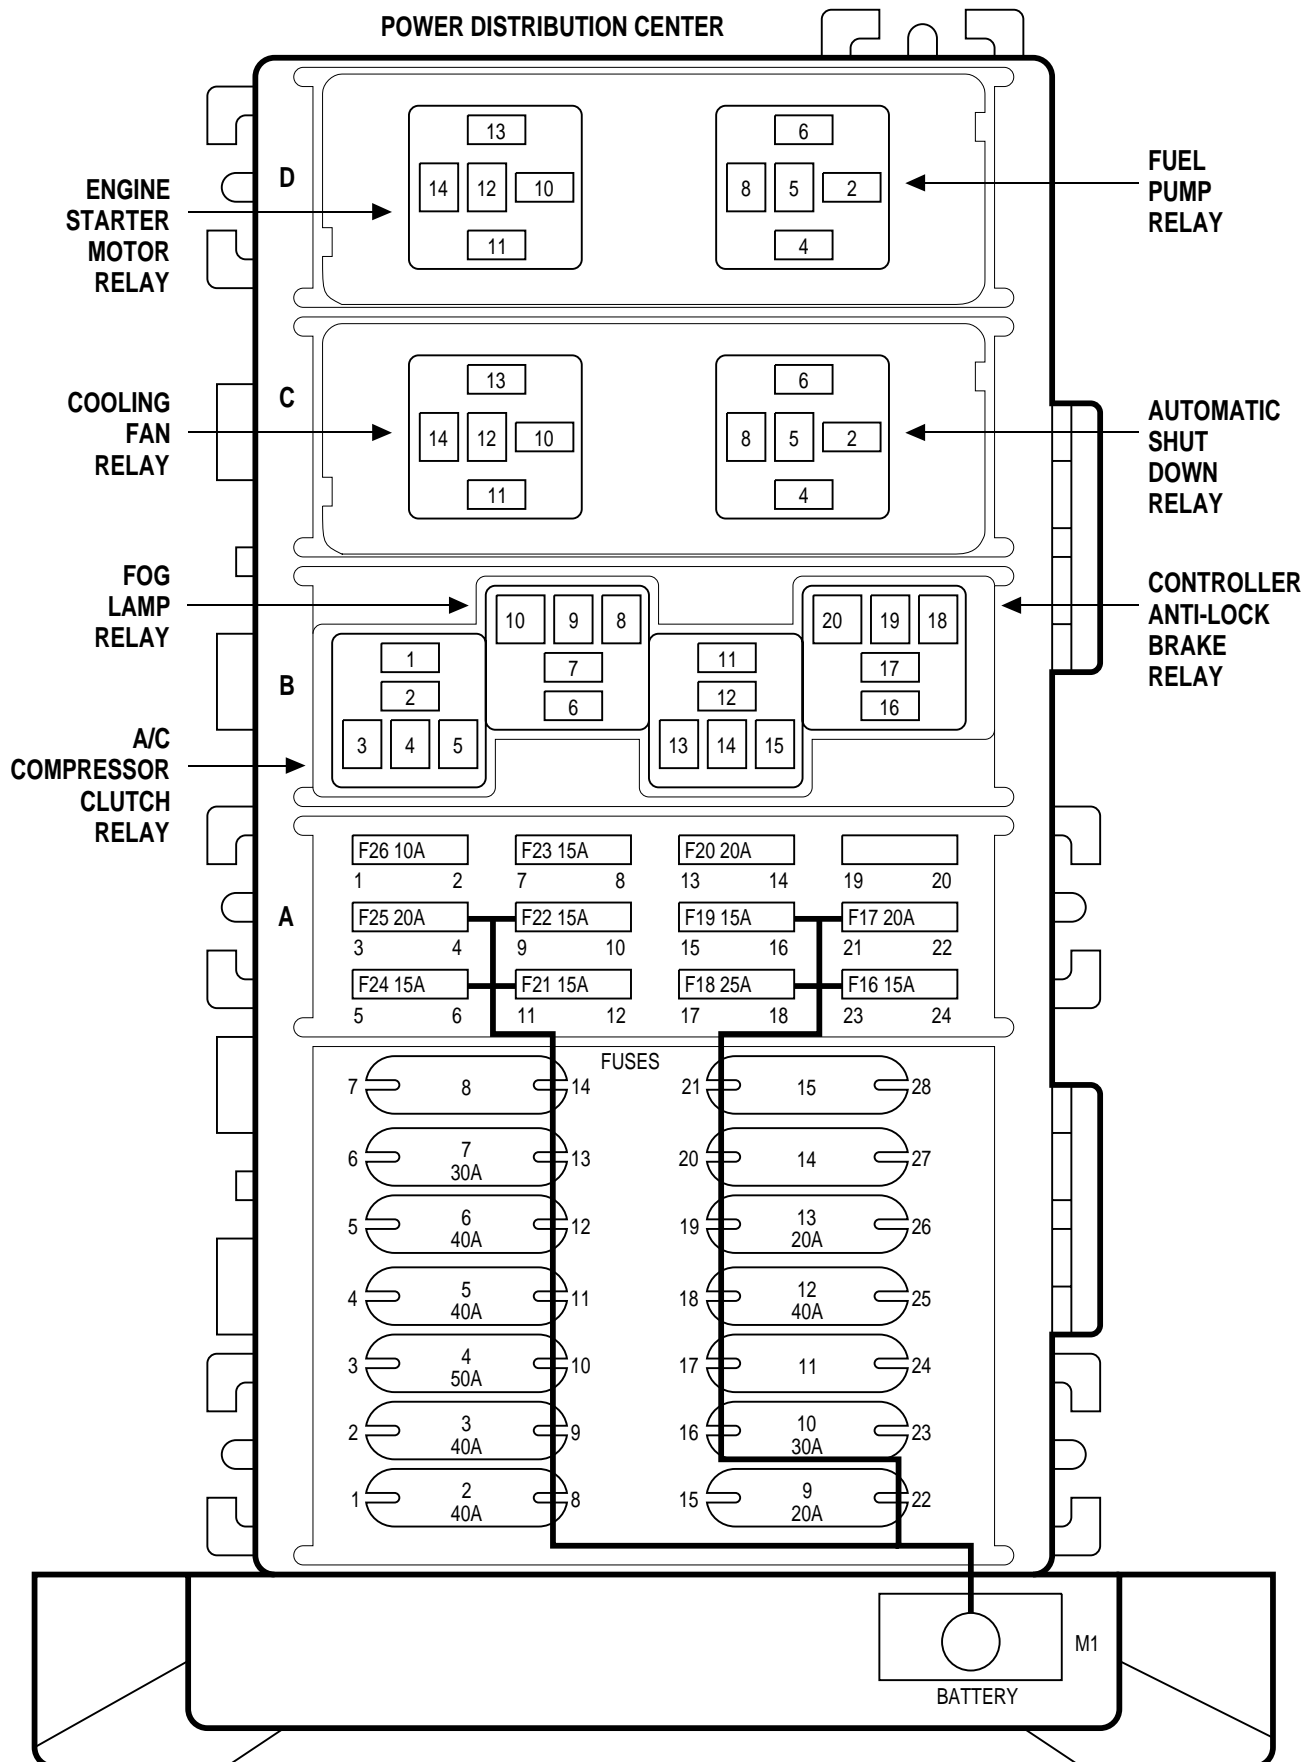 POWER DISTRIBUTION CENTER
D
ENGINE
STARTER
MOTOR
RELAY
13
14 12 10
11
6
8 5 2
4
FUEL
PUMP
RELAY
C
COOLING
FAN
RELAY
13
14 12 10
11
6
8 5 2
4
AUTOMATIC
SHUT
DOWN
RELAY
FOG
LAMP
RELAY
B
A/C
COMPRESSOR
CLUTCH
RELAY
1
2
3 4 5
10 9 8
7
6
11
12
13 14 15
20 19 18
17
16
CONTROLLER
ANTI-LOCK
BRAKE
RELAY
A
F26 10A F23 15A F20 20A
1 2 7 8 13 14 19 20
F25 20A F22 15A F19 15A F17 20A
3 4 9 10 15 16 21 22
F24 15A F21 15A F18 25A F16 15A
5 6 11 12 17 18 23 24
FUSES
7 8 14 21 15 28
6 7 13 20 14 27
30A
5 6 12 19 13 26
40A 20A
4 5 11 18 12 25
40A 40A
3 4 10 17 11 24
50A
2 3 9 16 10 23
40A 30A
1 2 8 15 9 22
40A 20A
M1
BATTERY